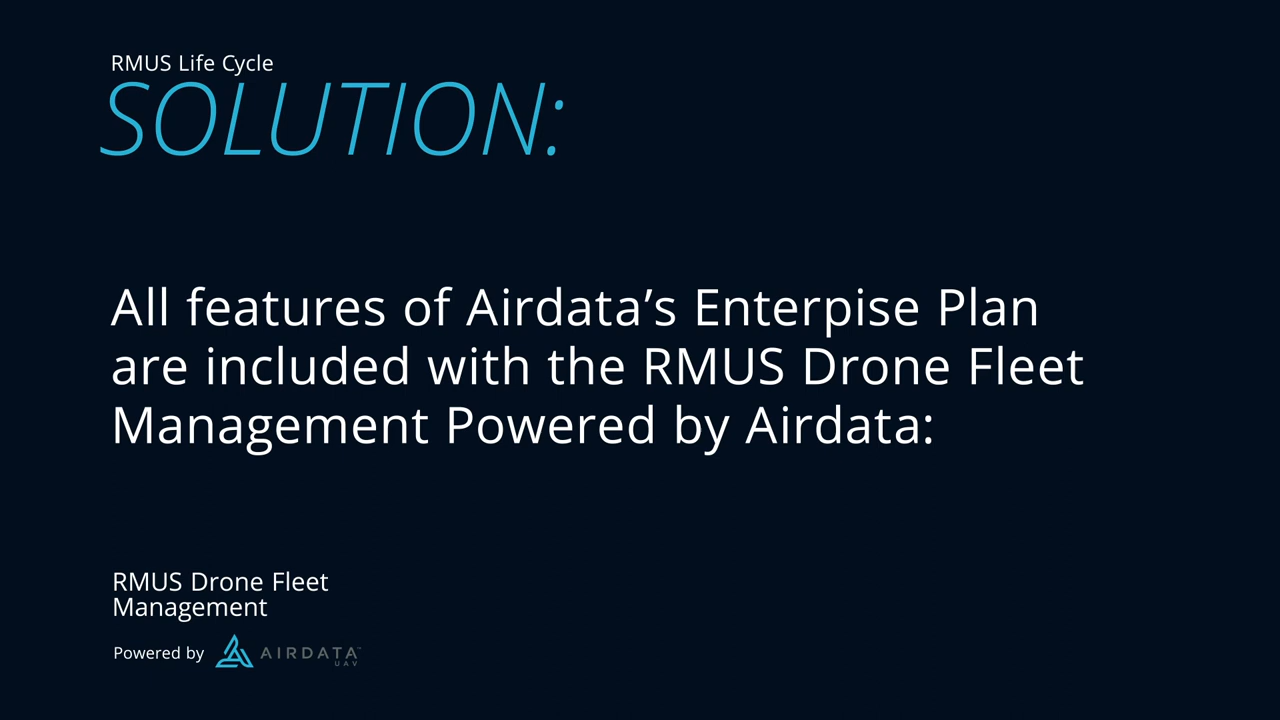 RMUS Life Cycle
SOLUTION:
All features of Airdata’s Enterpise Plan
are included with the RMUS Drone Fleet
Management Powered by Airdata:
RMUS Drone Fleet
Management
Powered by AIRDATA™
UAV